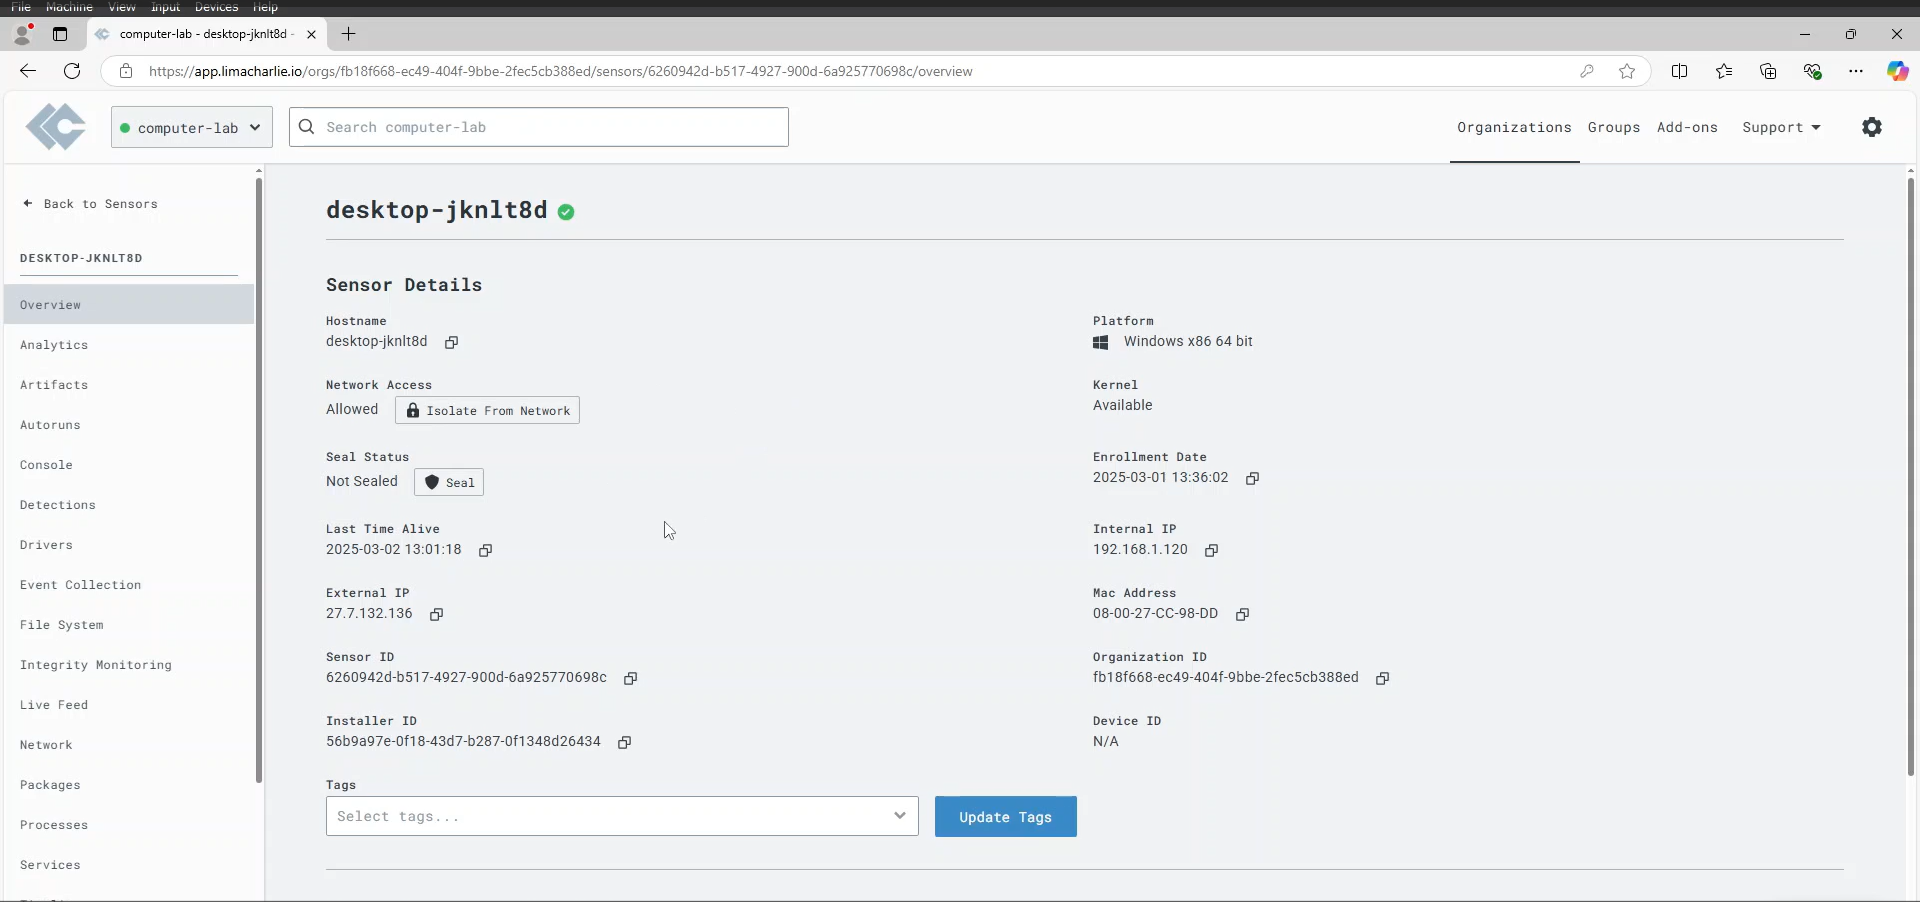 File Machine View Input Devices Help
computer-lab - desktop-jknlt8d -
https://app.limacharlie.io/orgs/fb18f668-ec49-404f-9bbe-2fec5cb388ed/sensors/6260942d-b517-4927-900d-6a925770698c/overview
computer-lab
Search computer-lab
Organizations Groups Add-ons Support
Back to Sensors
DESKTOP-JKNLT8D
Overview
Analytics
Artifacts
Autoruns
Console
Detections
Drivers
Event Collection
File System
Integrity Monitoring
Live Feed
Network
Packages
Processes
Services
desktop-jknlt8d
Sensor Details
Hostname
desktop-jknlt8d
Platform
Windows x86 64 bit
Network Access
Allowed Isolate From Network
Kernel
Available
Seal Status
Not Sealed Seal
Enrollment Date
2025-03-01 13:36:02
Last Time Alive
2025-03-02 13:01:18
Internal IP
192.168.1.120
External IP
27.7.132.136
Mac Address
08-00-27-CC-98-DD
Sensor ID
6260942d-b517-4927-900d-6a925770698c
Organization ID
fb18f668-ec49-404f-9bbe-2fec5cb388ed
Installer ID
56b9a97e-0f18-43d7-b287-0f1348d26434
Device ID
N/A
Tags
Select tags...
Update Tags